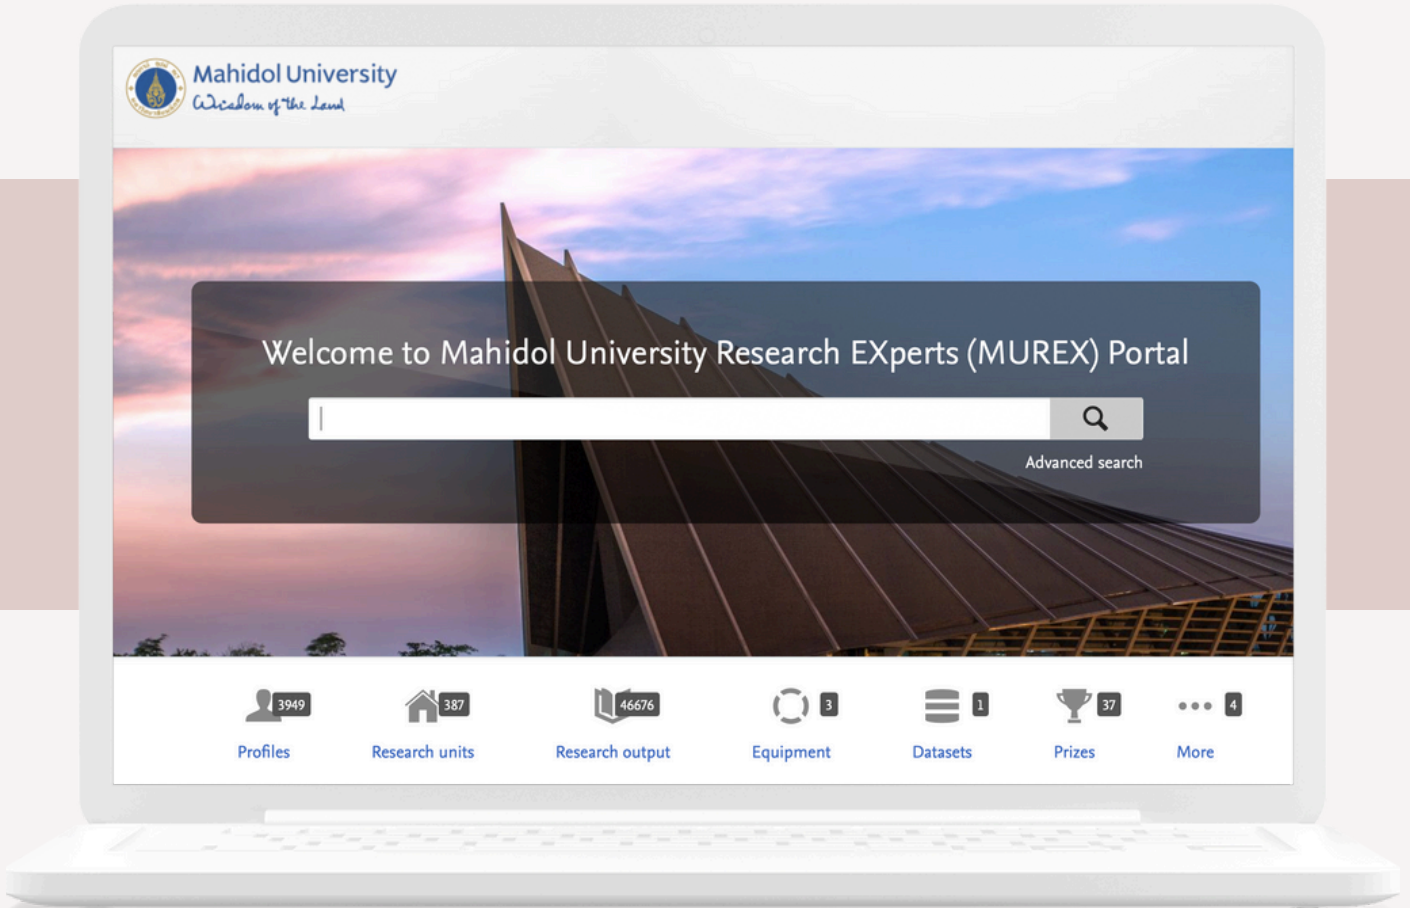 Mahidol University
Wisdom of the Land
Welcome to Mahidol University Research EXperts (MUREX) Portal
Advanced search
3949
387
46676
3
1
37
4
Profiles
Research units
Research output
Equipment
Datasets
Prizes
More